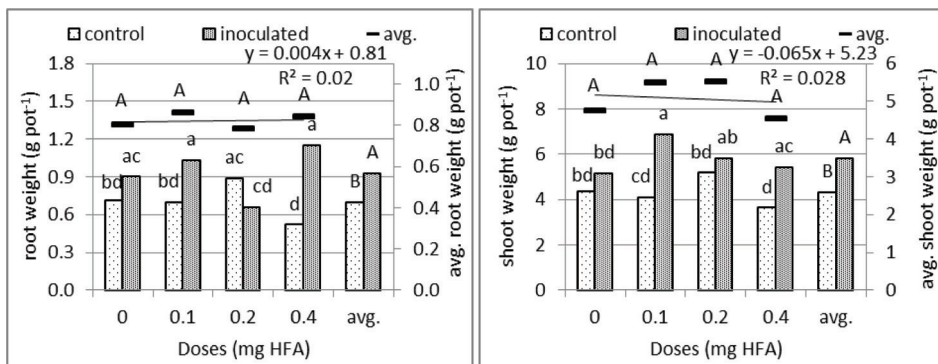 control inoculated avg.
y = 0.004x + 0.81
R² = 0.02
1.8
1.5
1.2
0.9
0.6
0.3
0.0
root weight (g pot⁻¹)
A A A A
bd ac bd a ac cd d a B A
1.0
0.8
0.6
0.4
0.2
0.0
avg. root weight (g pot⁻¹)
0 0.1 0.2 0.4 avg.
Doses (mg HFA)
control inoculated avg.
y = -0.065x + 5.23
R² = 0.028
10
8
6
4
2
0
shoot weight (g pot⁻¹)
A A A A
bd bd cd a bd ab d ac B A
6
5
4
3
2
1
0
avg. shoot weight (g pot⁻¹)
0 0.1 0.2 0.4 avg.
Doses (mg HFA)